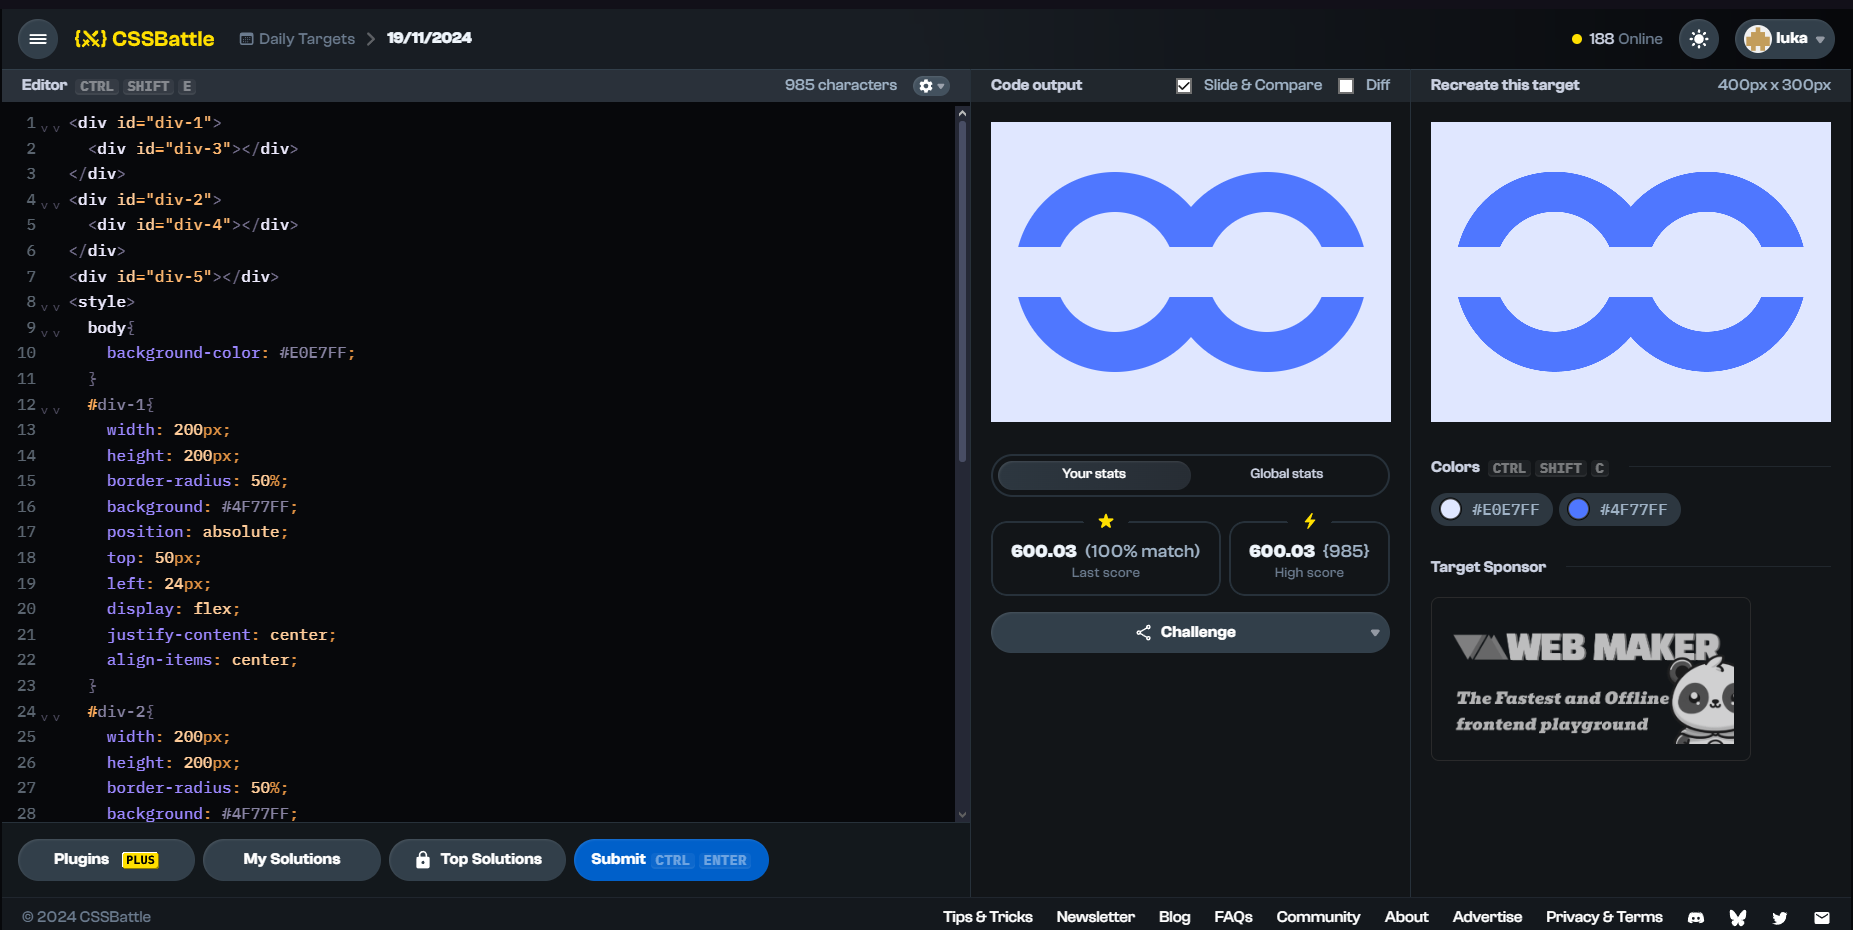 {X} CSSBattle
Daily Targets > 19/11/2024
188 Online
luka
Editor CTRL SHIFT E
985 characters
1 <div id="div-1">
2 <div id="div-3"></div>
3 </div>
4 <div id="div-2">
5 <div id="div-4"></div>
6 </div>
7 <div id="div-5"></div>
8 <style>
9 body{
10 background-color: #E0E7FF;
11 }
12 #div-1{
13 width: 200px;
14 height: 200px;
15 border-radius: 50%;
16 background: #4F77FF;
17 position: absolute;
18 top: 50px;
19 left: 24px;
20 display: flex;
21 justify-content: center;
22 align-items: center;
23 }
24 #div-2{
25 width: 200px;
26 height: 200px;
27 border-radius: 50%;
28 background: #4F77FF;
Plugins PLUS
My Solutions
Top Solutions
Submit CTRL ENTER
Code output
Slide & Compare
Diff
Your stats
Global stats
600.03 (100% match)
Last score
600.03 {985}
High score
Challenge
Recreate this target
400px x 300px
Colors CTRL SHIFT C
#E0E7FF
#4F77FF
Target Sponsor
WEB MAKER
The Fastest and Offline
frontend playground
© 2024 CSSBattle
Tips & Tricks
Newsletter
Blog
FAQs
Community
About
Advertise
Privacy & Terms